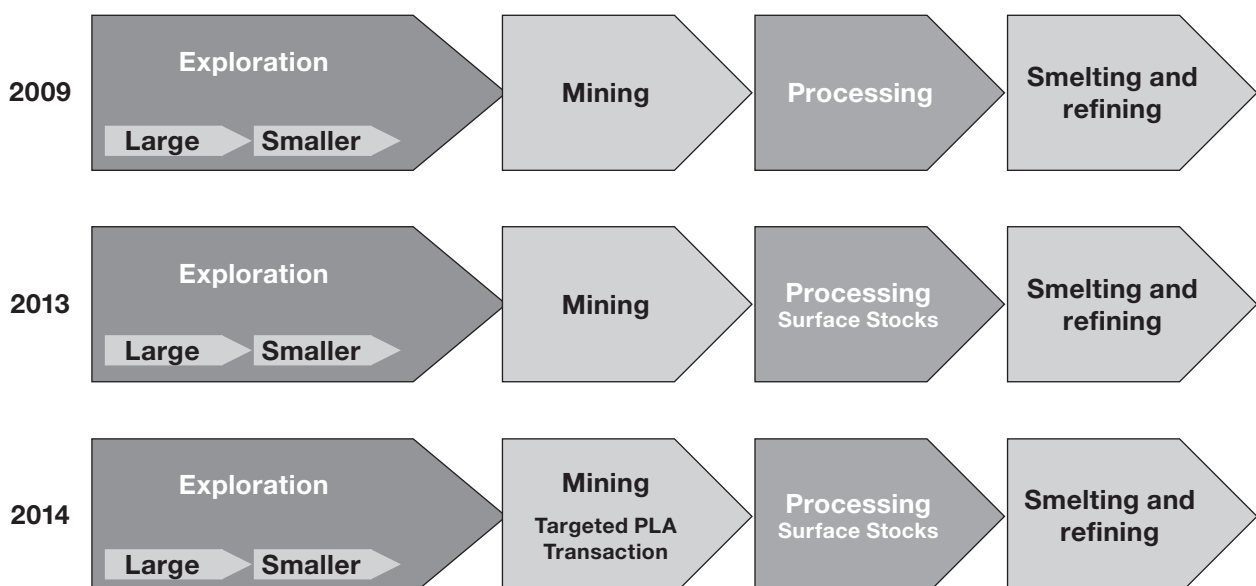 2009
Exploration
Large
Smaller
Mining
Processing
Smelting and
refining
2013
Exploration
Large
Smaller
Mining
Processing
Surface Stocks
Smelting and
refining
2014
Exploration
Large
Smaller
Mining
Targeted PLA
Transaction
Processing
Surface Stocks
Smelting and
refining